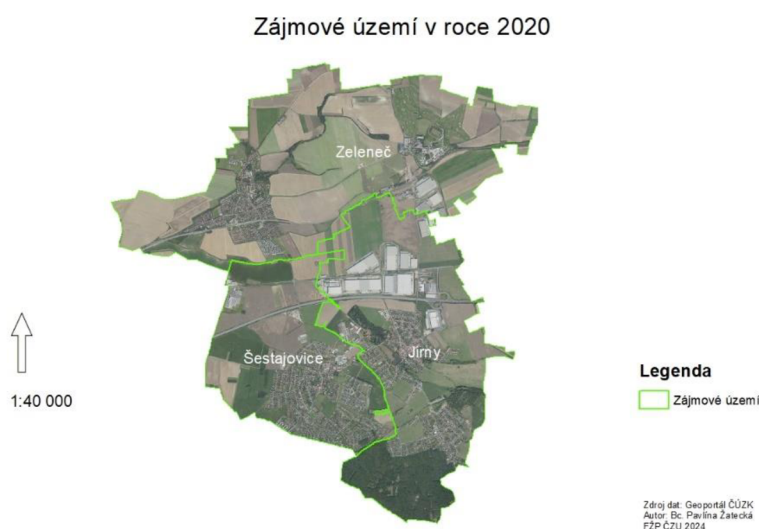 Zájmové území v roce 2020
Zeleneč
Šestajovice
Jirny
1:40 000
Legenda
Zájmové území
Zdroj dat: Geoportál ČÚZK
Autor: Bc. Pavlína Žatecká
FŽP ČZU 2024